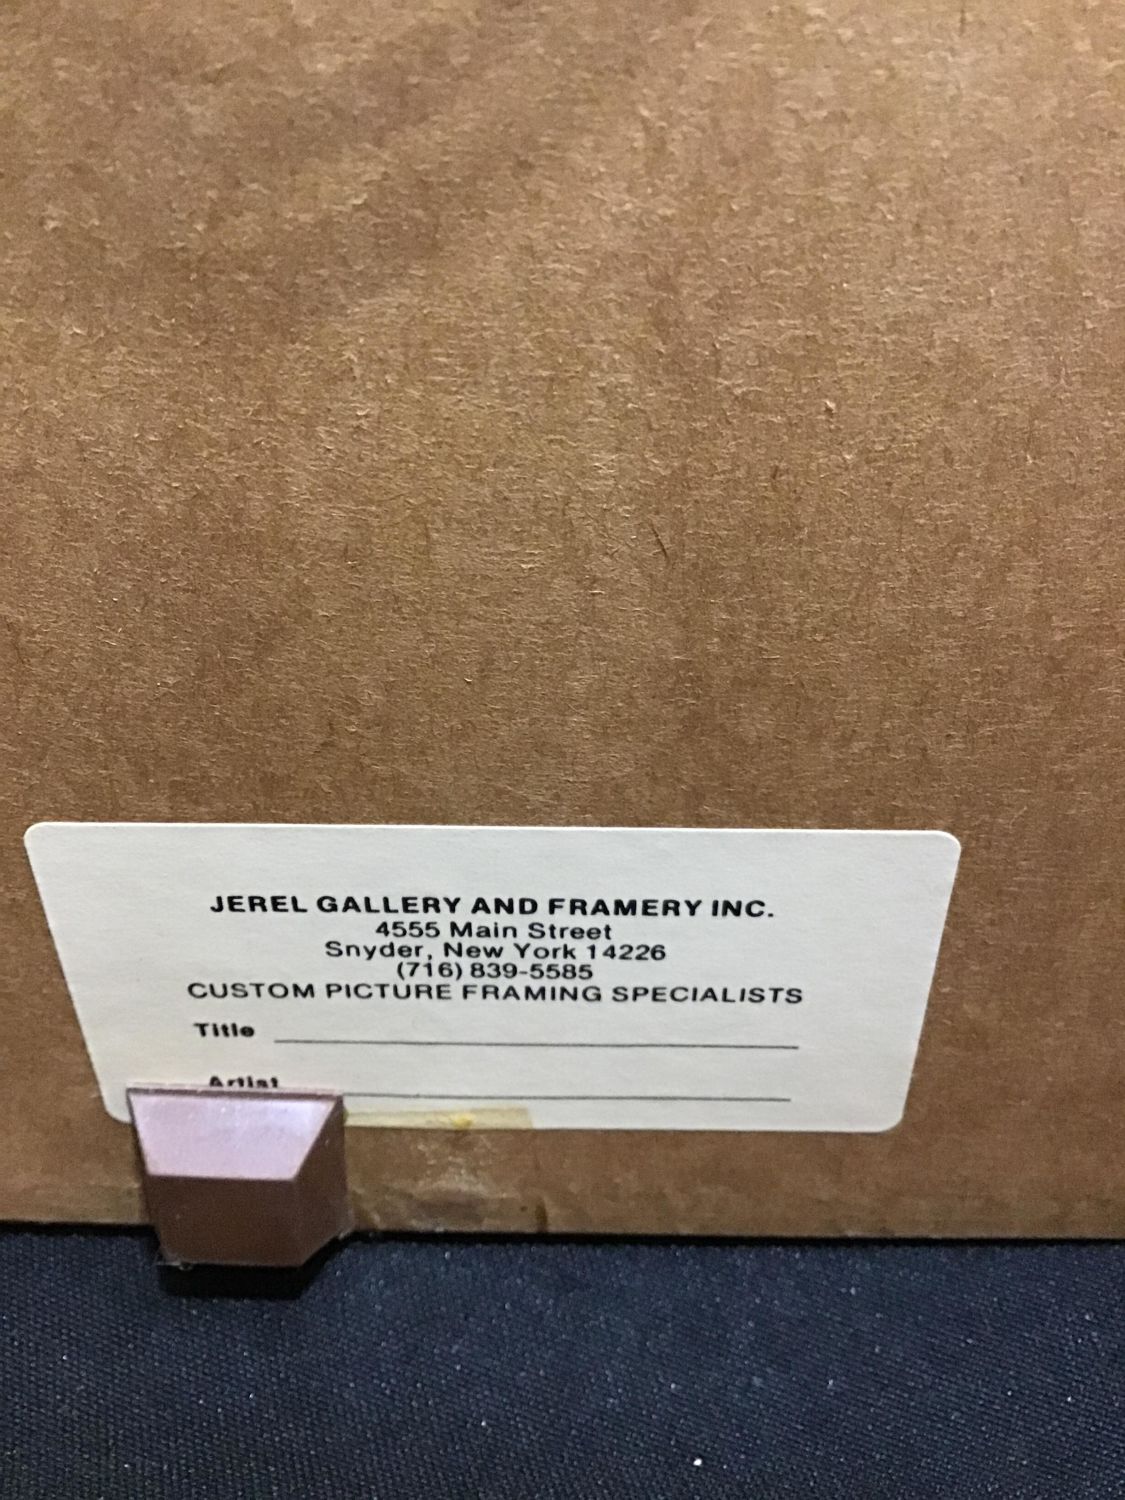 JEREL GALLERY AND FRAMERY INC.
4555 Main Street
Snyder, New York 14226
(716) 839-5585
CUSTOM PICTURE FRAMING SPECIALISTS
Title
Artist